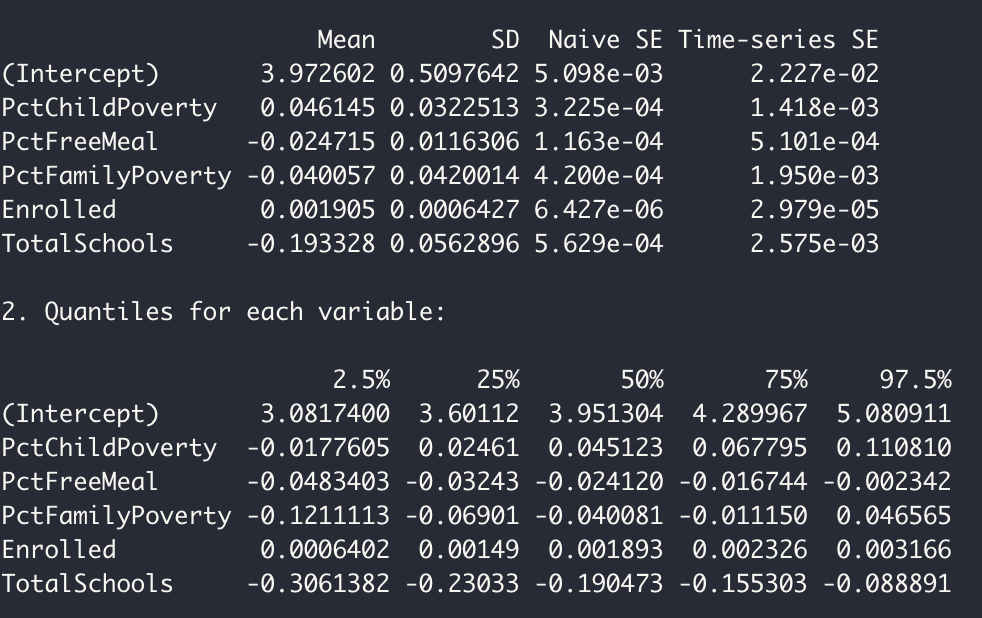 Mean SD Naive SE Time-series SE
(Intercept) 3.972602 0.5097642 5.098e-03 2.227e-02
PctChildPoverty 0.046145 0.0322513 3.225e-04 1.418e-03
PctFreeMeal -0.024715 0.0116306 1.163e-04 5.101e-04
PctFamilyPoverty -0.040057 0.0420014 4.200e-04 1.950e-03
Enrolled 0.001905 0.0006427 6.427e-06 2.979e-05
TotalSchools -0.193328 0.0562896 5.629e-04 2.575e-03
2. Quantiles for each variable:
2.5% 25% 50% 75% 97.5%
(Intercept) 3.0817400 3.60112 3.951304 4.289967 5.080911
PctChildPoverty -0.0177605 0.02461 0.045123 0.067795 0.110810
PctFreeMeal -0.0483403 -0.03243 -0.024120 -0.016744 -0.002342
PctFamilyPoverty -0.1211113 -0.06901 -0.040081 -0.011150 0.046565
Enrolled 0.0006402 0.00149 0.001893 0.002326 0.003166
TotalSchools -0.3061382 -0.23033 -0.190473 -0.155303 -0.088891